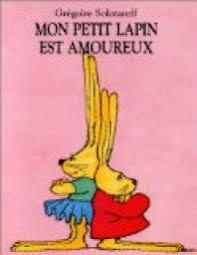 Grégoire Solotareff
MON PETIT LAPIN
EST AMOUREUX